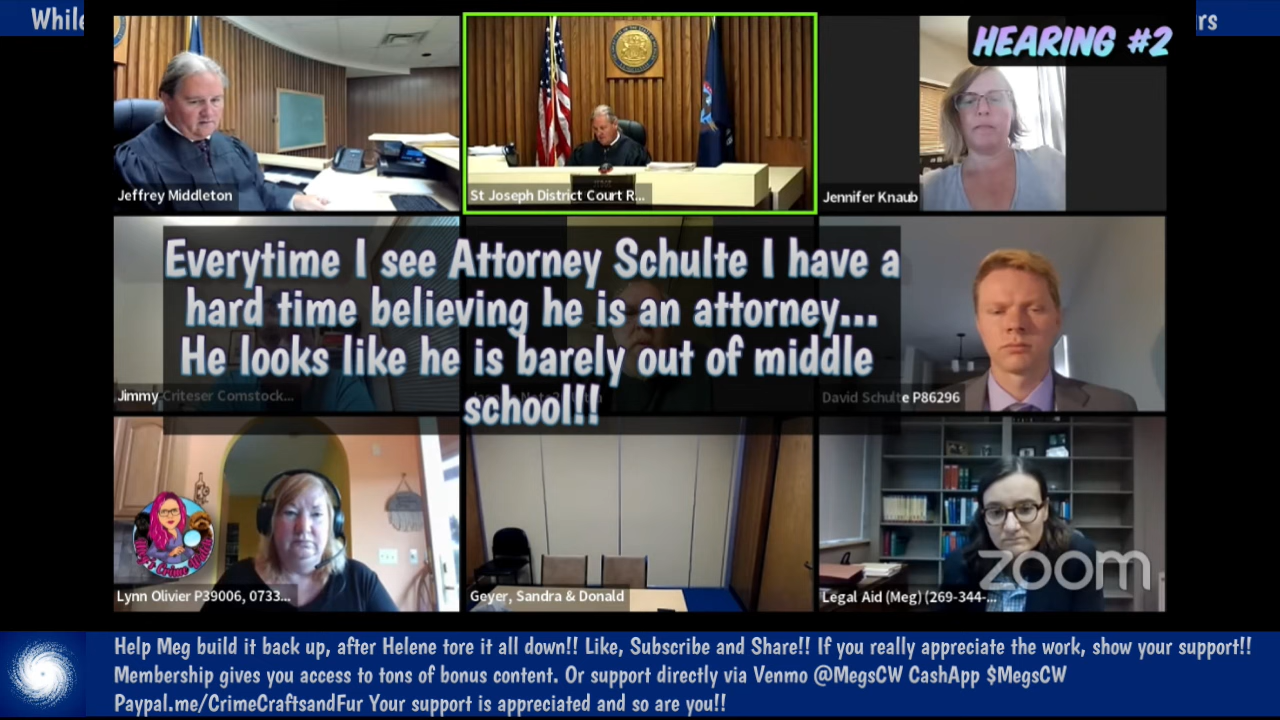 While
rs
HEARING #2
Jeffrey Middleton
St Joseph District Court R...
Jennifer Knaub
Everytime I see Attorney Schulte I have a
hard time believing he is an attorney...
He looks like he is barely out of middle
school!!
Jimmy Criteser Comstock...
David Schulte P86296
Lynn Olivier P39006, 0733...
Geyer, Sandra & Donald
Legal Aid (Meg) (269-344-...
zoom
Help Meg build it back up, after Helene tore it all down!! Like, Subscribe and Share!! If you really appreciate the work, show your support!!
Membership gives you access to tons of bonus content. Or support directly via Venmo @MegsCW CashApp $MegsCW
Paypal.me/CrimeCraftsandFur Your support is appreciated and so are you!!